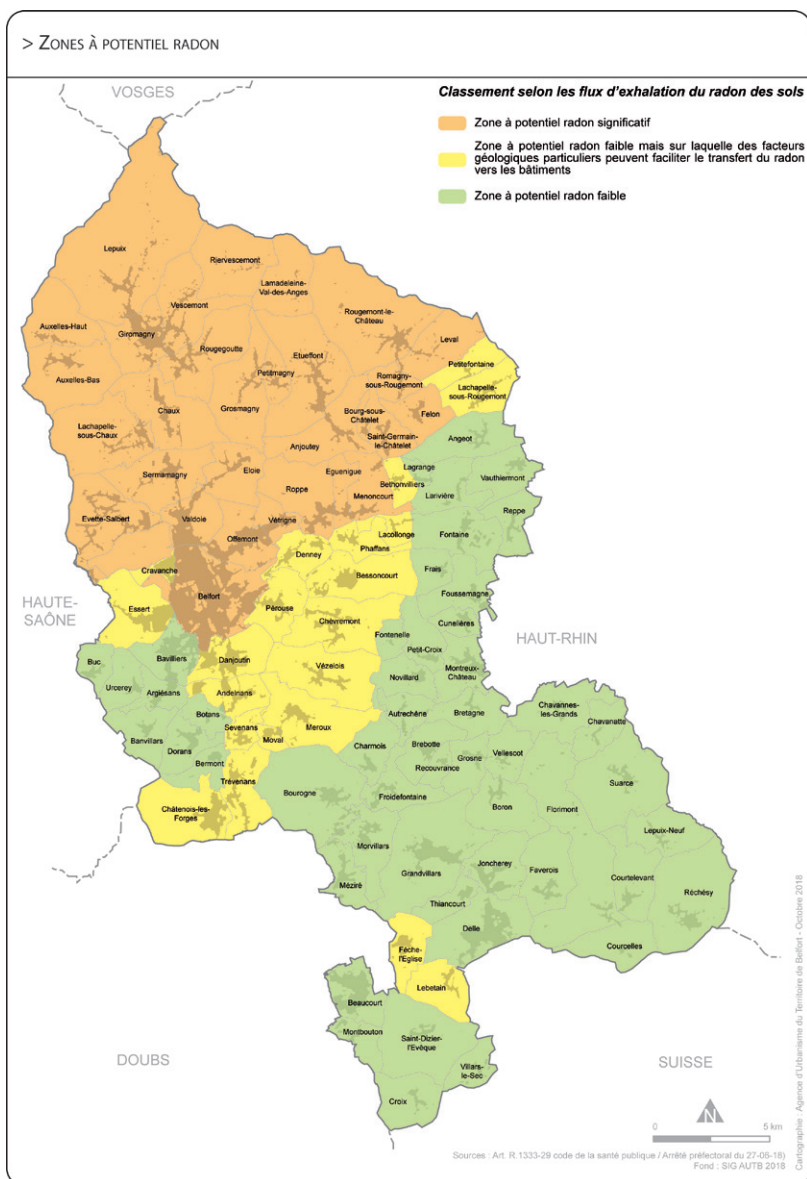 > Zones à potentiel radon
VOSGES
Classement selon les flux d'exhalation du radon des sols
Zone à potentiel radon significatif
Zone à potentiel radon faible mais sur laquelle des facteurs
géologiques particuliers peuvent faciliter le transfert du radon
vers les bâtiments
Zone à potentiel radon faible
Lepuix
Riervescemont
Lamadeleine-
Val-des-Anges
Vescemont
Rougemont-le-
Château
Auxelles-Haut
Giromagny
Leval
Rougegoutte
Etueffont
Petitefontaine
Auxelles-Bas
Petitmagny
Romagny-
sous-Rougemont
Lachapelle-
sous-Rougemont
Chaux
Grosmagny
Bourg-sous-
Châtelet
Felon
Lachapelle-
sous-Chaux
Saint-Germain-
le-Châtelet
Angeot
Anjoutey
Sermamagny
Eloie
Eguenigue
Lagrange
Vauthiermont
Bethonvilliers
Roppe
Menoncourt
Larivière
Reppe
Evette-Salbert
Valdoie
Vétrigne
Offemont
Lacollonge
Fontaine
Phaffans
Denney
Cravanche
Bessoncourt
Frais
Belfort
Essert
Pérouse
Foussemagne
HAUTE-
SAÔNE
Chèvremont
Cunelières
HAUT-RHIN
Fontenelle
Petit-Croix
Buc
Bavilliers
Danjoutin
Vézelois
Montreux-
Château
Urcerey
Argiésans
Andelnans
Novillard
Botans
Autrechêne
Bretagne
Chavannes-
les-Grands
Chavanatte
Sevenans
Meroux
Banvillars
Moval
Dorans
Charmois
Brebotte
Vellescot
Grosne
Bermont
Recouvrance
Trévenans
Suarce
Bourogne
Froidefontaine
Châtenois-les-
Forges
Boron
Florimont
Lepuix-Neuf
Morvillars
Joncherey
Grandvillars
Faverois
Courtelevant
Méziré
Réchésy
Thiancourt
Delle
Courcelles
Fêche-
l'Eglise
Lebetain
Beaucourt
Montbouton
Saint-Dizier-
l'Evêque
DOUBS
Villars-
le-Sec
SUISSE
Croix
N
0 5 km
Sources : Art. R.1333-29 code de la santé publique / Arrêté préfectoral du 27-06-18)
Fond : SIG AUTB 2018
Cartographie : Agence d'Urbanisme du Territoire de Belfort - Octobre 2018